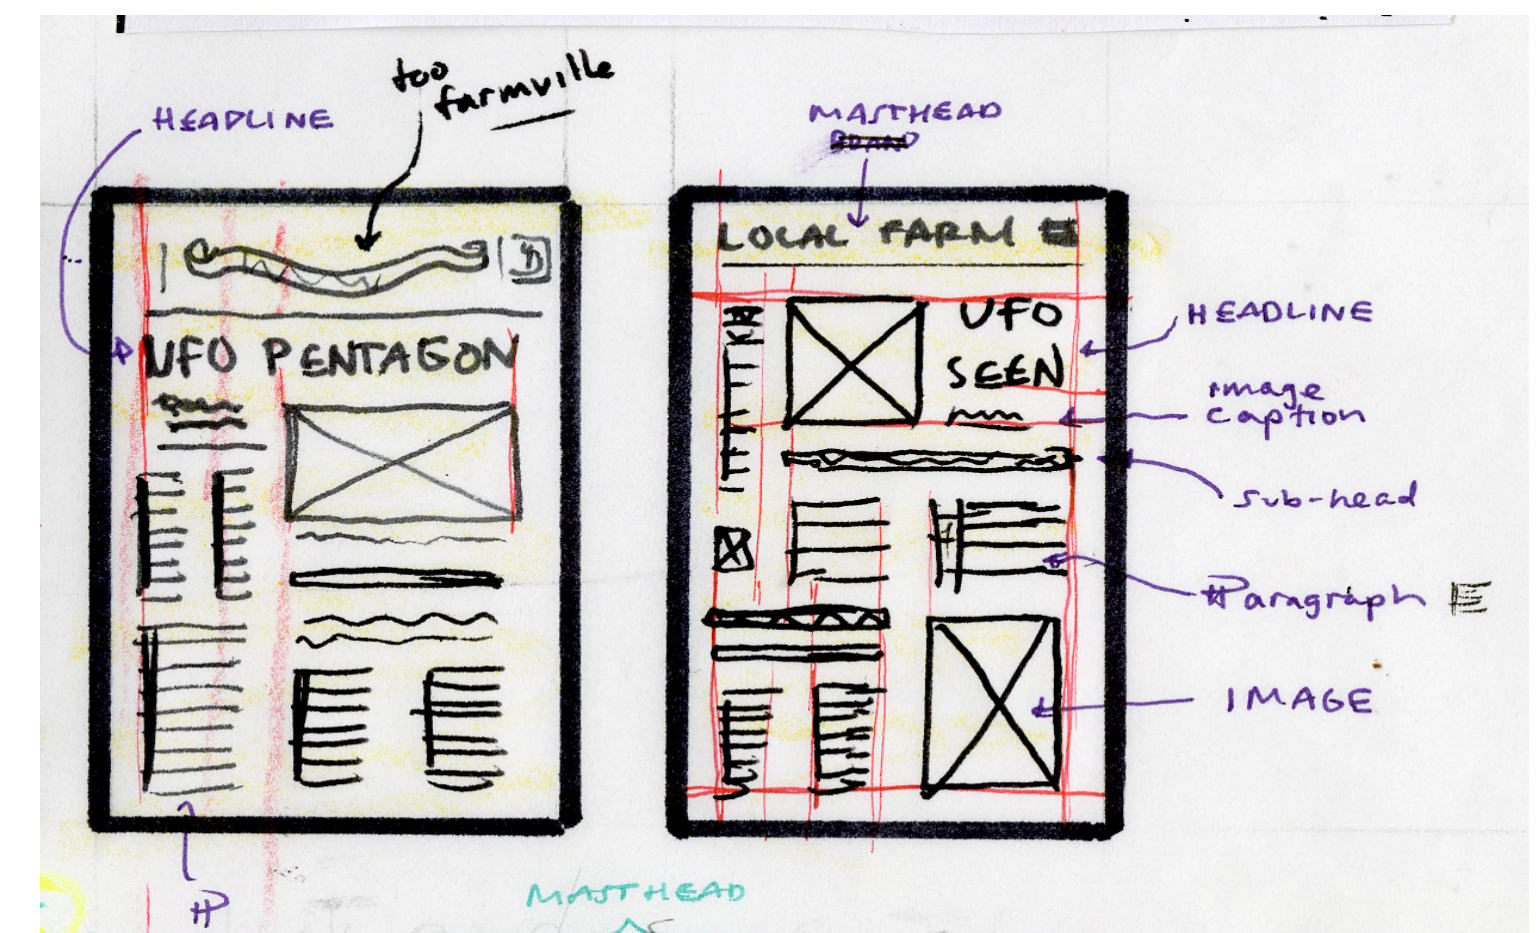 too
farmville
HEADLINE
UFO PENTAGON
P
MASTHEAD
LOCAL FARM
UFO
SEEN
HEADLINE
image
caption
sub-head
Paragraph
IMAGE
MASTHEAD